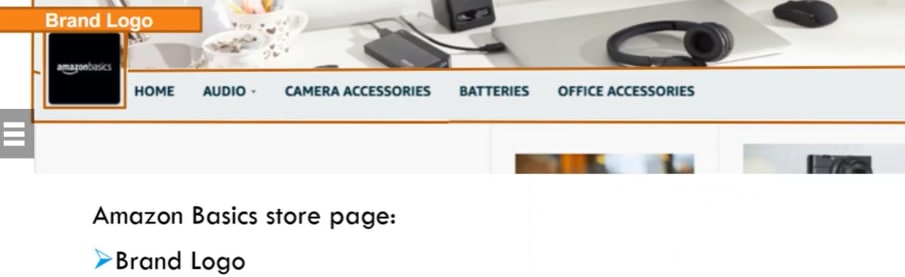 Brand Logo
amazonbasics
HOME AUDIO CAMERA ACCESSORIES BATTERIES OFFICE ACCESSORIES
Amazon Basics store page:
➢Brand Logo